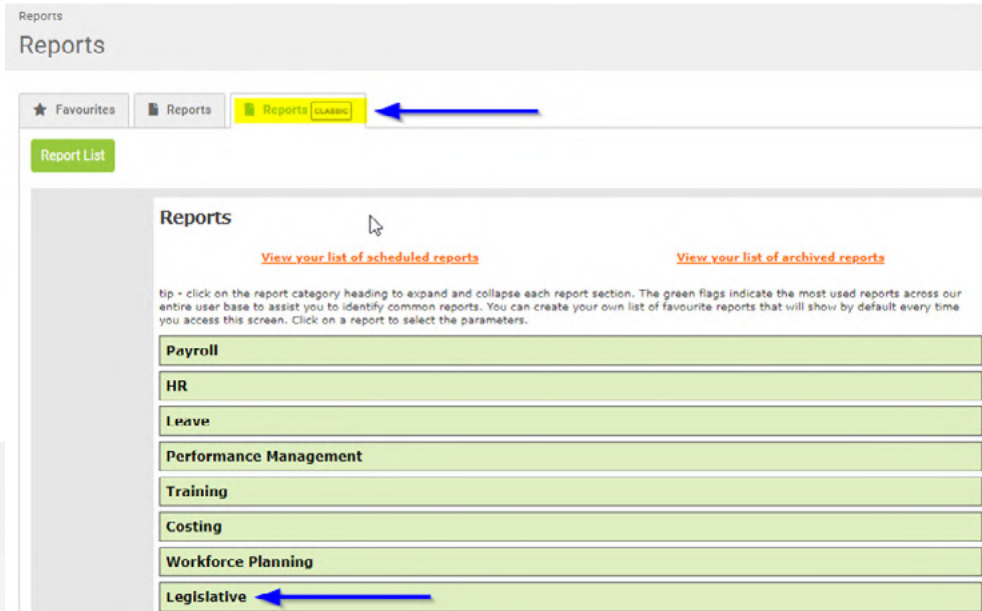 Reports
Reports
Favourites
Reports
Reports CLASSIC
Report List
Reports
View your list of scheduled reports
View your list of archived reports
tip - click on the report category heading to expand and collapse each report section. The green flags indicate the most used reports across our
entire user base to assist you to identify common reports. You can create your own list of favourite reports that will show by default every time
you access this screen. Click on a report to select the parameters.
Payroll
HR
Leave
Performance Management
Training
Costing
Workforce Planning
Legislative